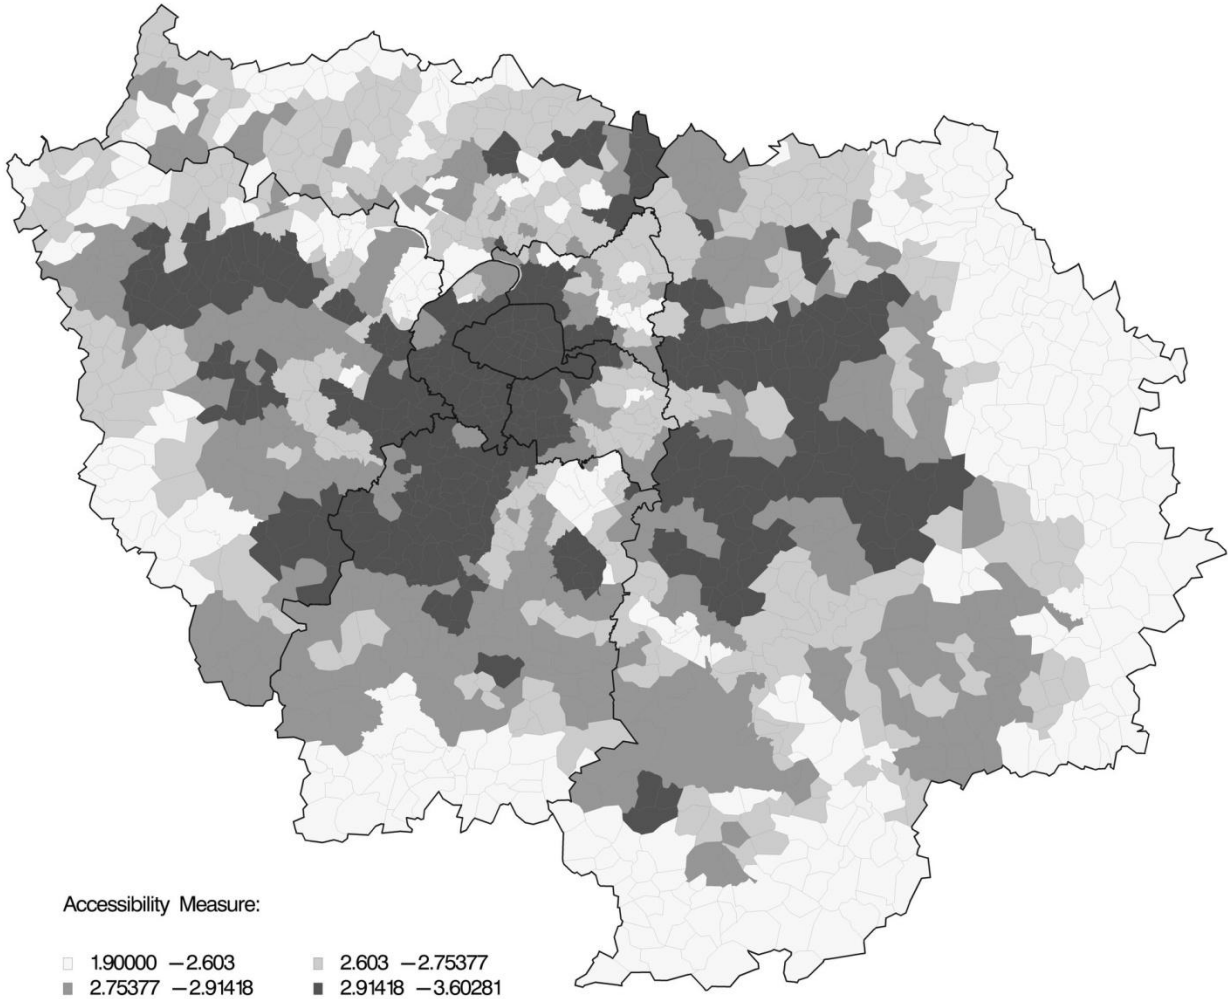 Accessibility Measure:
1.90000 – 2.603 2.603 – 2.75377
2.75377 – 2.91418 2.91418 – 3.60281